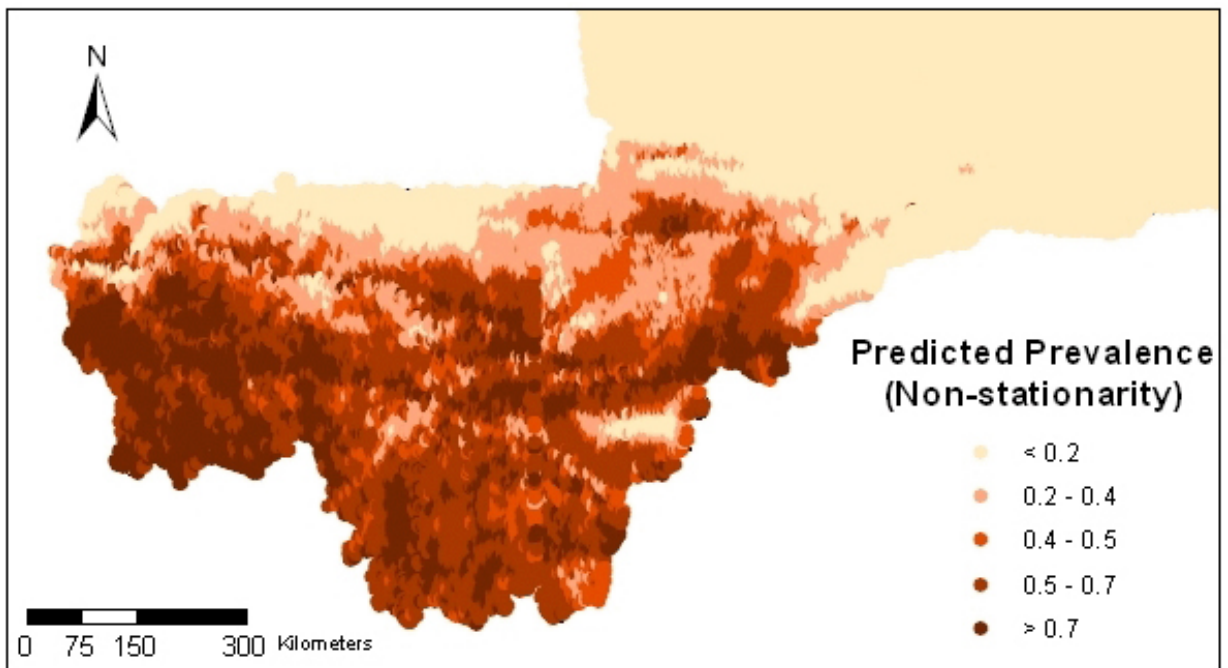 N
Predicted Prevalence
(Non-stationarity)
< 0.2
0.2 - 0.4
0.4 - 0.5
0.5 - 0.7
> 0.7
0 75 150 300 Kilometers